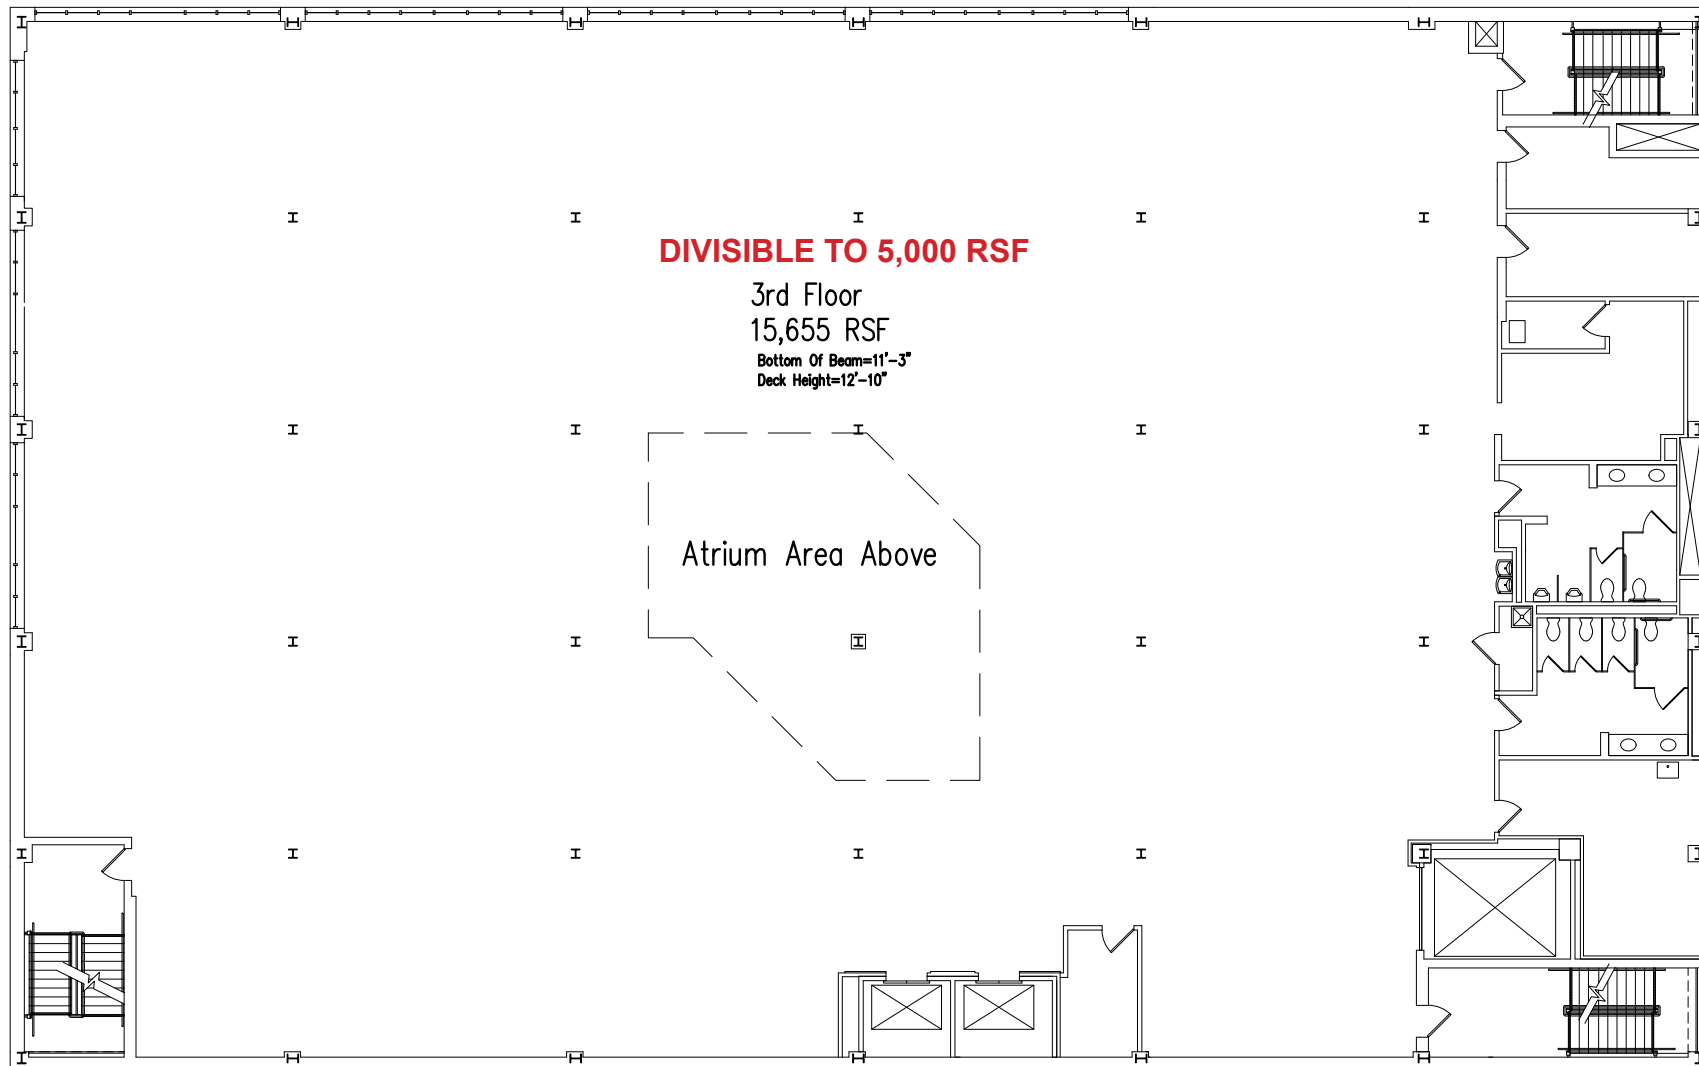 DIVISIBLE TO 5,000 RSF
3rd Floor
15,655 RSF
Bottom Of Beam=11'-3"
Deck Height=12'-10"
Atrium Area Above